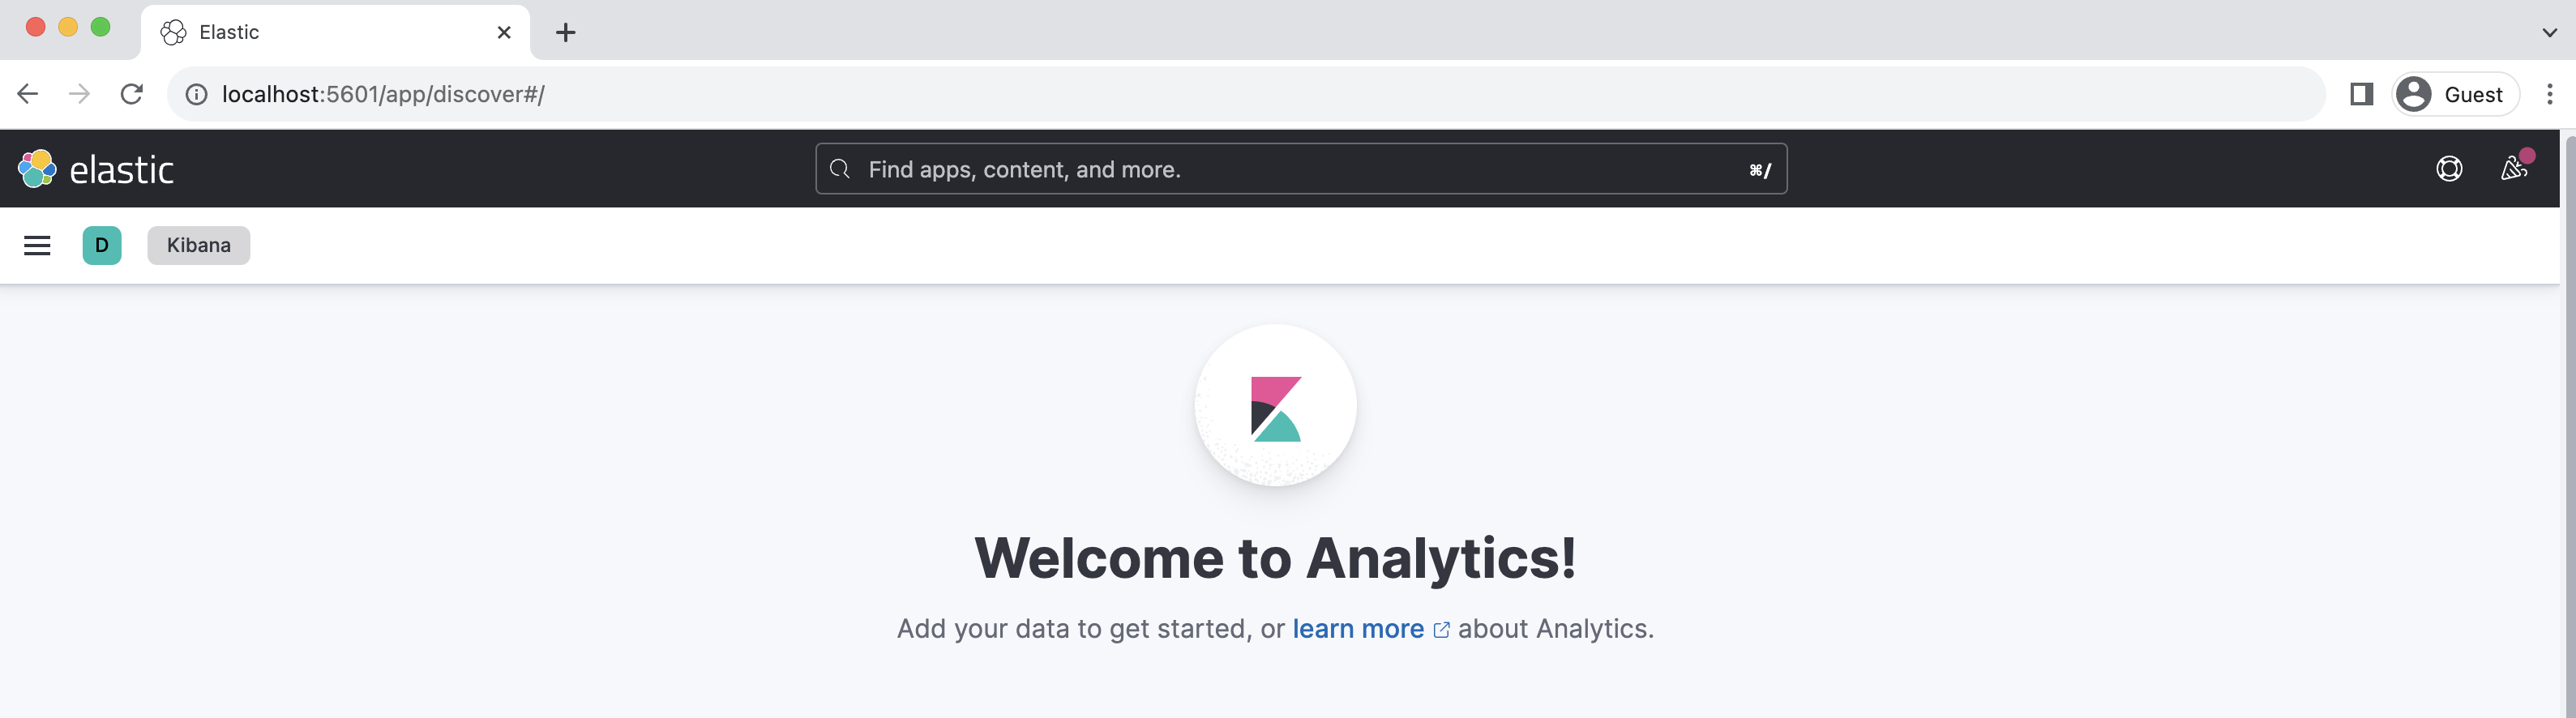 Elastic
localhost:5601/app/discover#/
Guest
elastic
Find apps, content, and more.
⌘/
D
Kibana
Welcome to Analytics!
Add your data to get started, or learn more about Analytics.